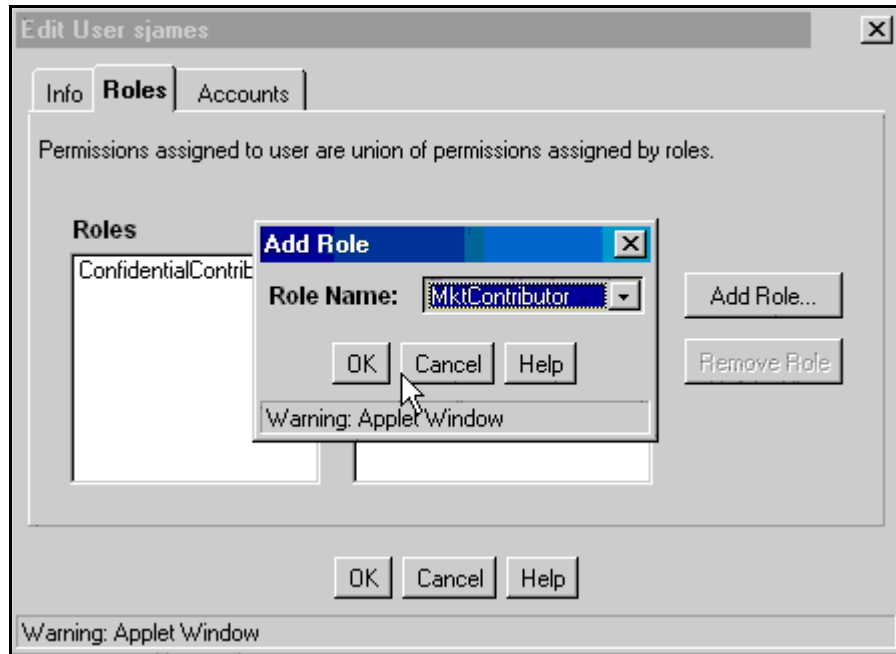 Edit User sjames
Info Roles Accounts
Permissions assigned to user are union of permissions assigned by roles.
Roles
ConfidentialContrib
Add Role
Role Name: MktContributor
OK Cancel Help
Warning: Applet Window
Add Role...
Remove Role
OK Cancel Help
Warning: Applet Window